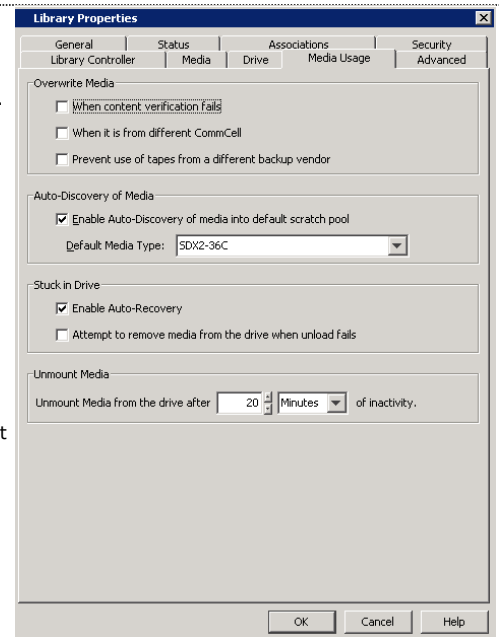 Library Properties
General Status Associations Security
Library Controller Media Drive Media Usage Advanced
Overwrite Media
When content verification fails
When it is from different CommCell
Prevent use of tapes from a different backup vendor
Auto-Discovery of Media
Enable Auto-Discovery of media into default scratch pool
Default Media Type: SDX2-36C
Stuck in Drive
Enable Auto-Recovery
Attempt to remove media from the drive when unload fails
Unmount Media
Unmount Media from the drive after 20 Minutes of inactivity.
t
OK Cancel Help